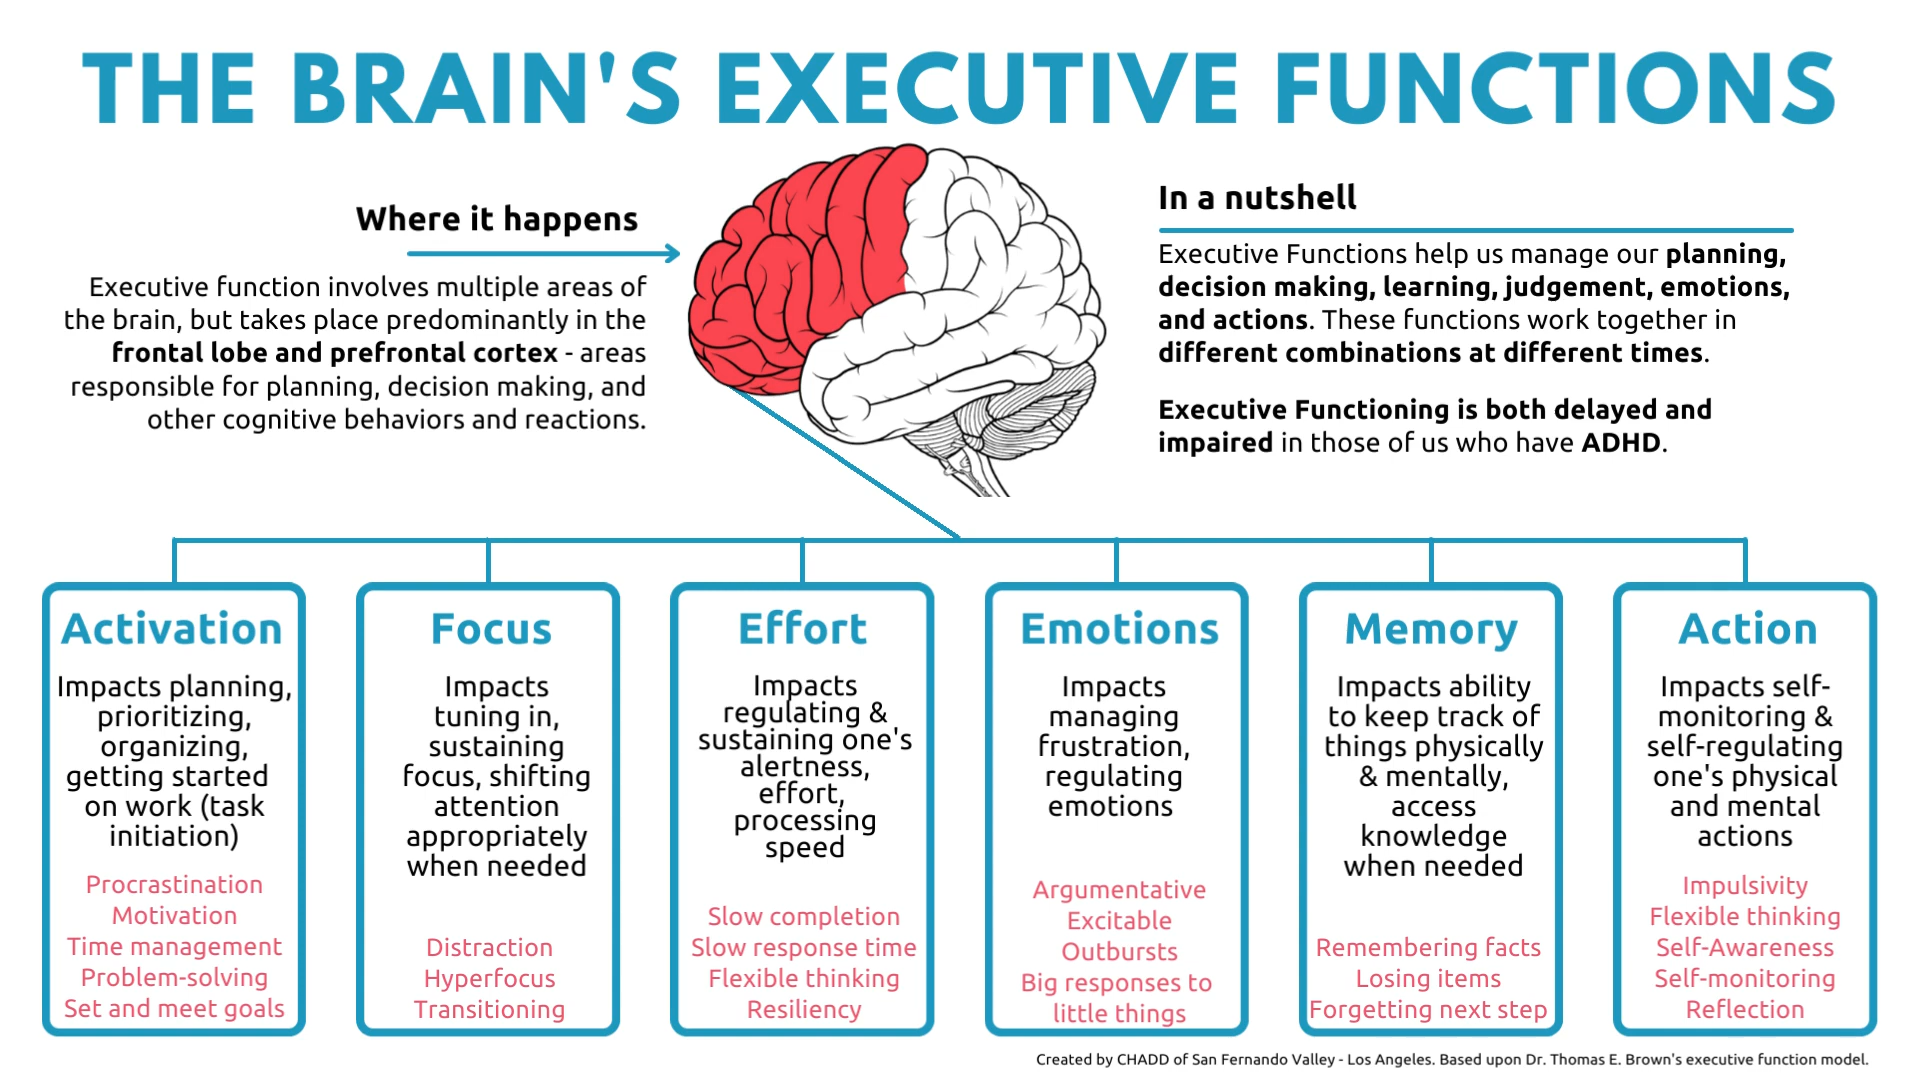 THE BRAIN'S EXECUTIVE FUNCTIONS
Where it happens
Executive function involves multiple areas of
the brain, but takes place predominantly in the
frontal lobe and prefrontal cortex - areas
responsible for planning, decision making, and
other cognitive behaviors and reactions.
In a nutshell
Executive Functions help us manage our planning,
decision making, learning, judgement, emotions,
and actions. These functions work together in
different combinations at different times.
Executive Functioning is both delayed and
impaired in those of us who have ADHD.
Activation
Impacts planning,
prioritizing,
organizing,
getting started
on work (task
initiation)
Procrastination
Motivation
Time management
Problem-solving
Set and meet goals
Focus
Impacts
tuning in,
sustaining
focus, shifting
attention
appropriately
when needed
Distraction
Hyperfocus
Transitioning
Effort
Impacts
regulating &
sustaining one's
alertness,
effort,
processing
speed
Slow completion
Slow response time
Flexible thinking
Resiliency
Emotions
Impacts
managing
frustration,
regulating
emotions
Argumentative
Excitable
Outbursts
Big responses to
little things
Memory
Impacts ability
to keep track of
things physically
& mentally,
access
knowledge
when needed
Remembering facts
Losing items
Forgetting next step
Action
Impacts self-
monitoring &
self-regulating
one's physical
and mental
actions
Impulsivity
Flexible thinking
Self-Awareness
Self-monitoring
Reflection
Created by CHADD of San Fernando Valley - Los Angeles. Based upon Dr. Thomas E. Brown's executive function model.